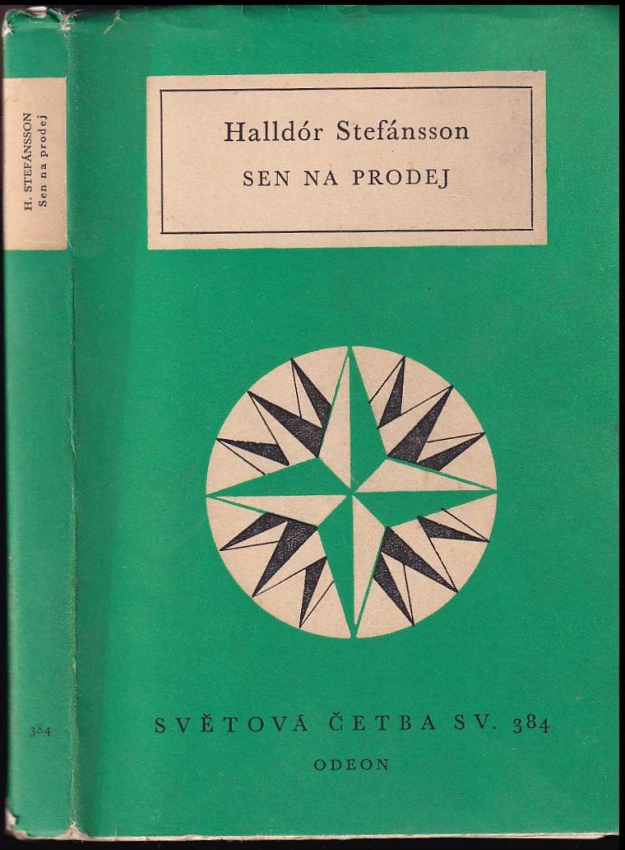 H. STEFÁNSSON
Sen na prodej
384
Halldór Stefánsson
SEN NA PRODEJ
SVĚTOVÁ ČETBA SV. 384
ODEON